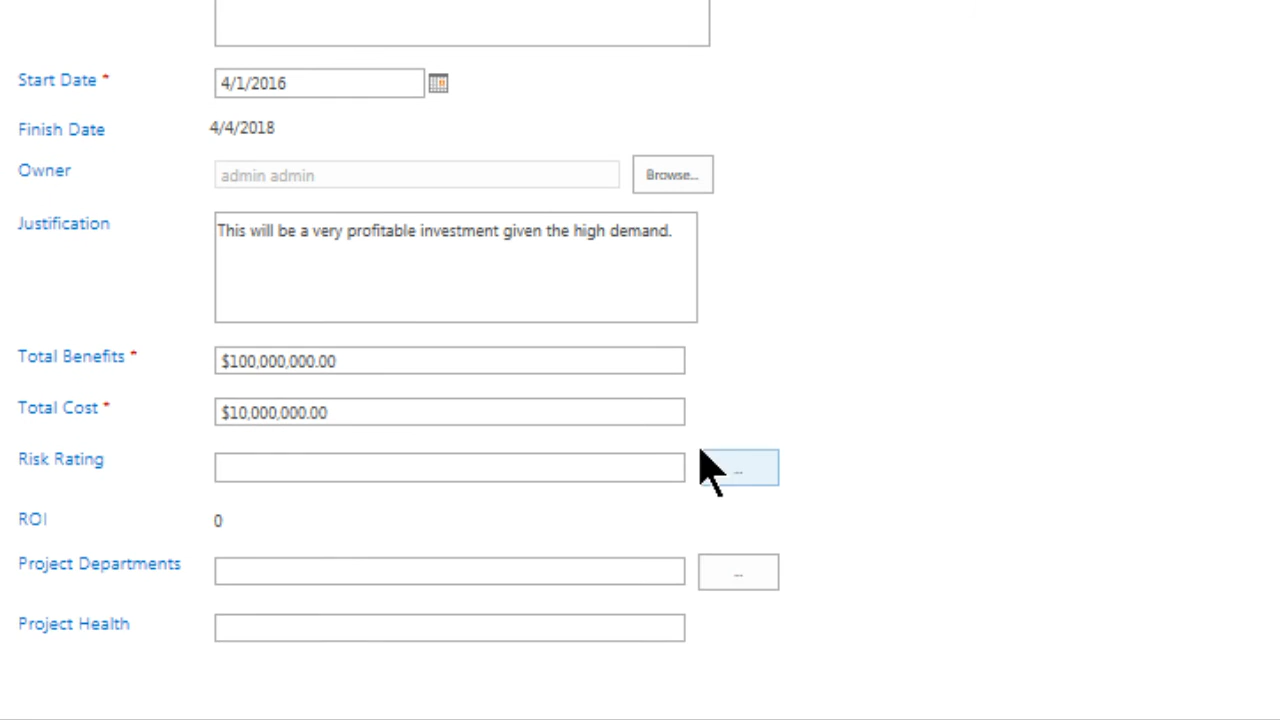 Start Date * 4/1/2016
Finish Date 4/4/2018
Owner admin admin Browse...
Justification This will be a very profitable investment given the high demand.
Total Benefits * $100,000,000.00
Total Cost * $10,000,000.00
Risk Rating ...
ROI 0
Project Departments ...
Project Health